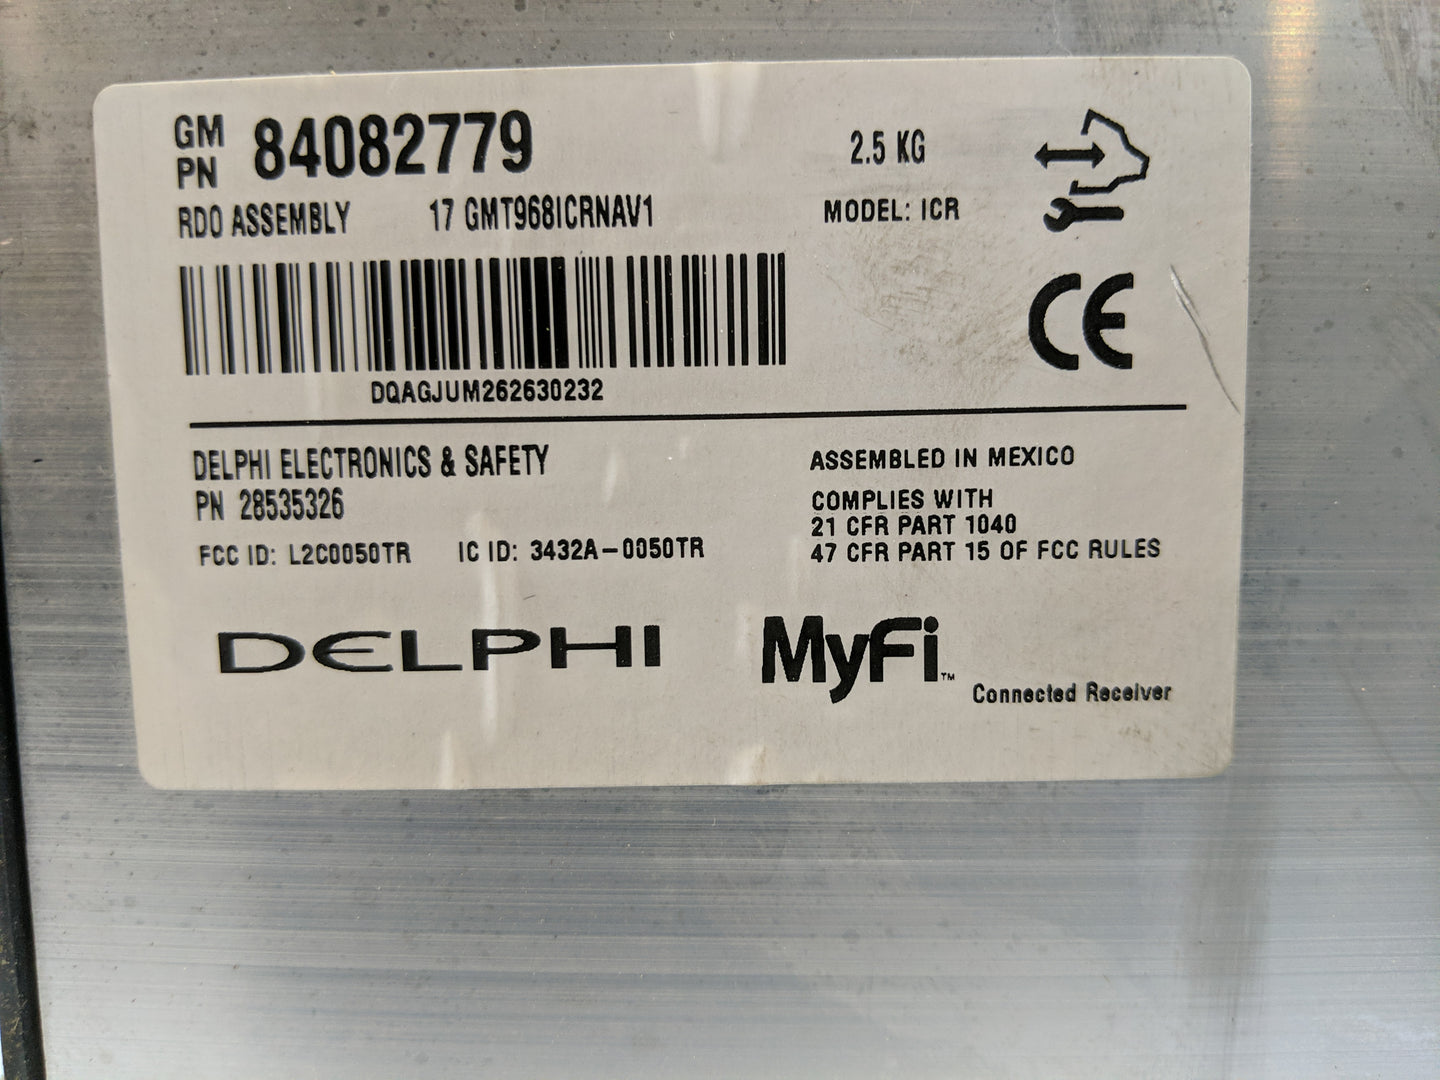 GM PN 84082779
2.5 KG
RDO ASSEMBLY 17 GMT968ICRNAV1
MODEL: ICR
CE
DQAGJUM262630232
DELPHI ELECTRONICS & SAFETY
PN 28535326
FCC ID: L2C0050TR IC ID: 3432A-0050TR
ASSEMBLED IN MEXICO
COMPLIES WITH
21 CFR PART 1040
47 CFR PART 15 OF FCC RULES
DELPHI
MyFi™
Connected Receiver